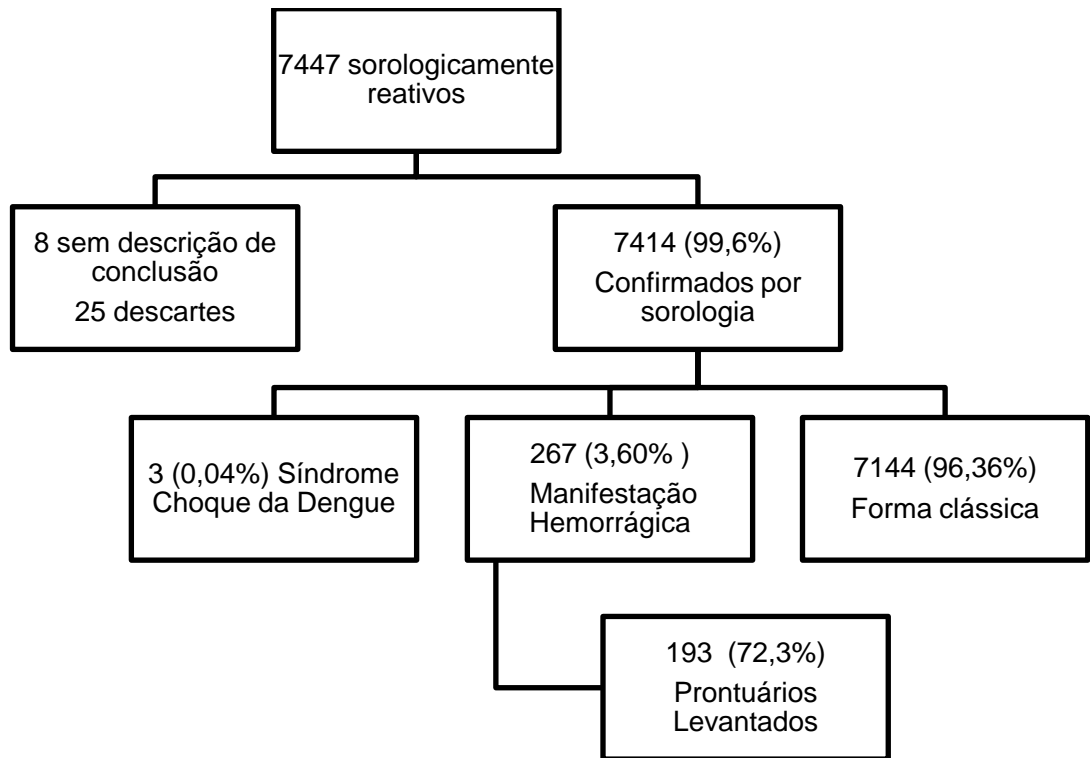 7447 sorologicamente
reativos
8 sem descrição de
conclusão
25 descartes
7414 (99,6%)
Confirmados por
sorologia
3 (0,04%) Síndrome
Choque da Dengue
267 (3,60% )
Manifestação
Hemorrágica
7144 (96,36%)
Forma clássica
193 (72,3%)
Prontuários
Levantados